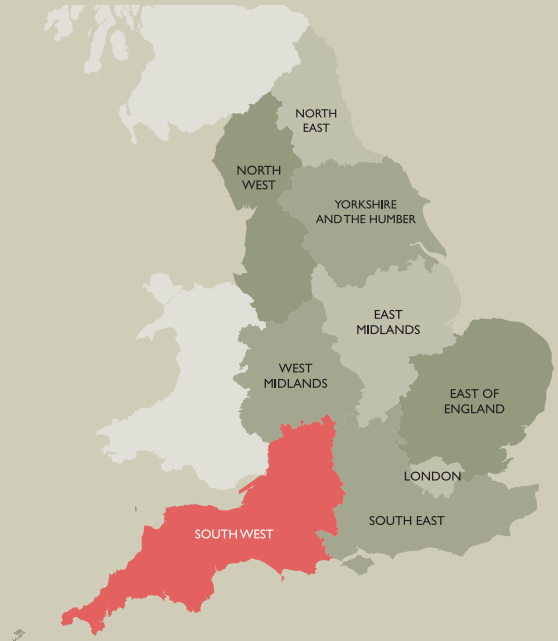 NORTH
EAST
NORTH
WEST
YORKSHIRE
AND THE HUMBER
EAST
MIDLANDS
WEST
MIDLANDS
EAST OF
ENGLAND
LONDON
SOUTH EAST
SOUTH WEST